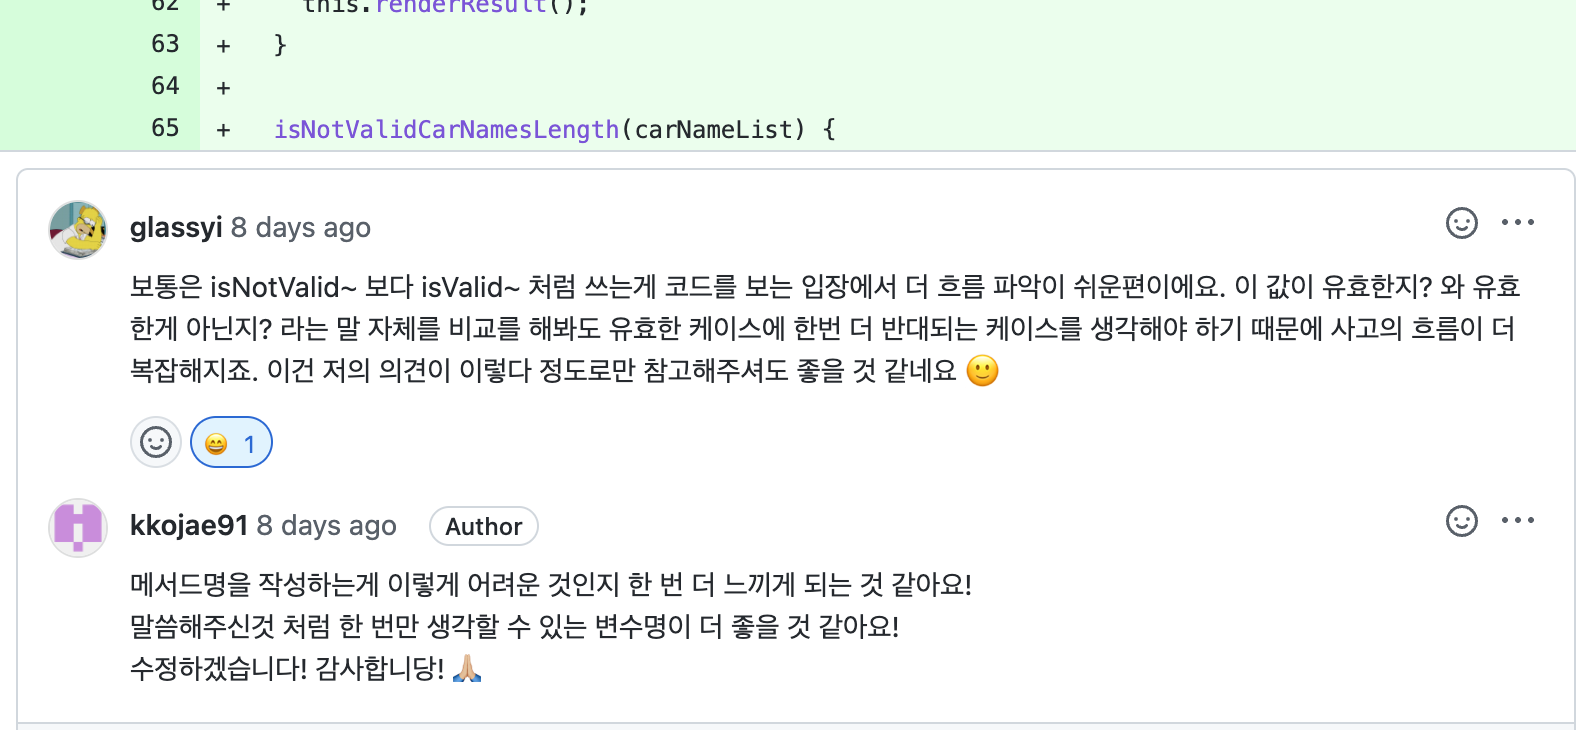 62 + this.renderResult();
63 + }
64 +
65 + isNotValidCarNamesLength(carNameList) {
glassyi 8 days ago
보통은 isNotValid~ 보다 isValid~ 처럼 쓰는게 코드를 보는 입장에서 더 흐름 파악이 쉬운편이에요. 이 값이 유효한지? 와 유효
한게 아닌지? 라는 말 자체를 비교를 해봐도 유효한 케이스에 한번 더 반대되는 케이스를 생각해야 하기 때문에 사고의 흐름이 더
복잡해지죠. 이건 저의 의견이 이렇다 정도로만 참고해주셔도 좋을 것 같네요 🙂
😄 1
kkojae91 8 days ago Author
메서드명을 작성하는게 이렇게 어려운 것인지 한 번 더 느끼게 되는 것 같아요!
말씀해주신것 처럼 한 번만 생각할 수 있는 변수명이 더 좋을 것 같아요!
수정하겠습니다! 감사합니당! 🙏🏼